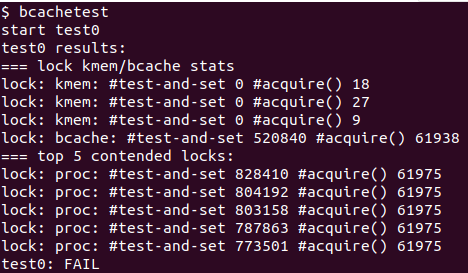 $ bcachetest
start test0
test0 results:
=== lock kmem/bcache stats
lock: kmem: #test-and-set 0 #acquire() 18
lock: kmem: #test-and-set 0 #acquire() 27
lock: kmem: #test-and-set 0 #acquire() 9
lock: bcache: #test-and-set 520840 #acquire() 61938
=== top 5 contended locks:
lock: proc: #test-and-set 828410 #acquire() 61975
lock: proc: #test-and-set 804192 #acquire() 61975
lock: proc: #test-and-set 803158 #acquire() 61975
lock: proc: #test-and-set 787863 #acquire() 61975
lock: proc: #test-and-set 773501 #acquire() 61975
test0: FAIL